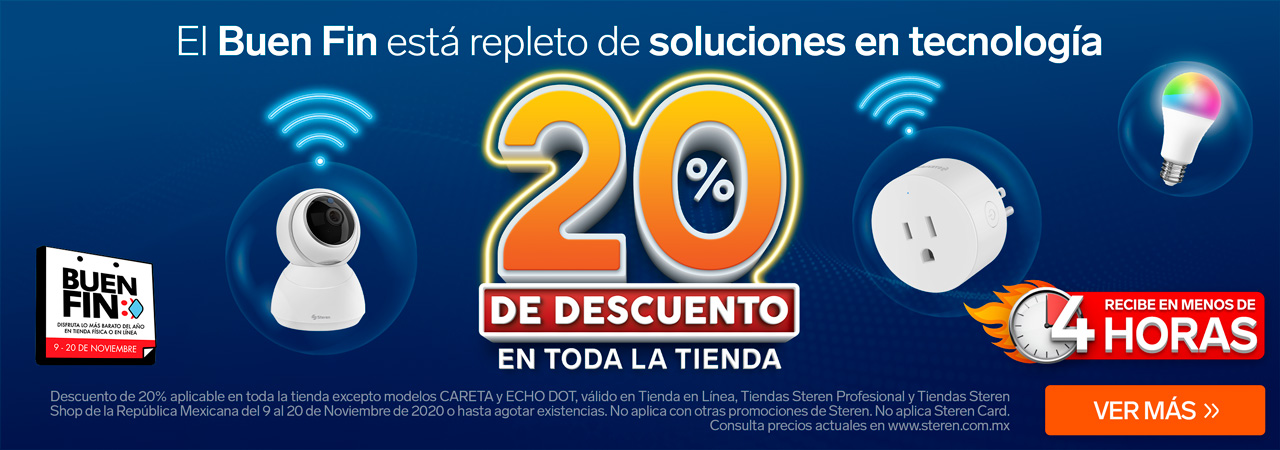 El Buen Fin está repleto de soluciones en tecnología
20%
DE DESCUENTO
EN TODA LA TIENDA
Steren
BUEN
FIN
DISFRUTA LO MÁS BARATO DEL AÑO
EN TIENDA FÍSICA O EN LÍNEA
9 - 20 DE NOVIEMBRE
4
RECIBE EN MENOS DE
HORAS
Descuento de 20% aplicable en toda la tienda excepto modelos CARETA y ECHO DOT, válido en Tienda en Línea, Tiendas Steren Profesional y Tiendas Steren
Shop de la República Mexicana del 9 al 20 de Noviembre de 2020 o hasta agotar existencias. No aplica con otras promociones de Steren. No aplica Steren Card.
Consulta precios actuales en www.steren.com.mx
VER MÁS »